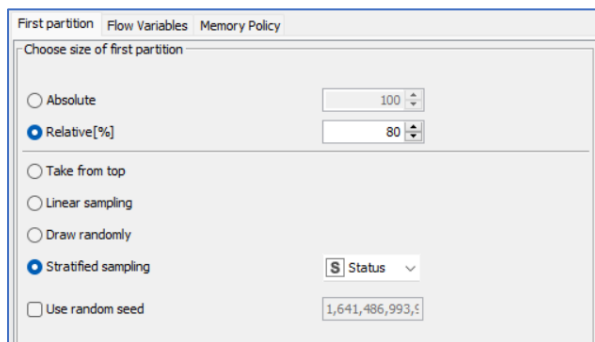 First partition Flow Variables Memory Policy
Choose size of first partition
Absolute 100
Relative[%] 80
Take from top
Linear sampling
Draw randomly
Stratified sampling S Status
Use random seed 1,641,486,993,9